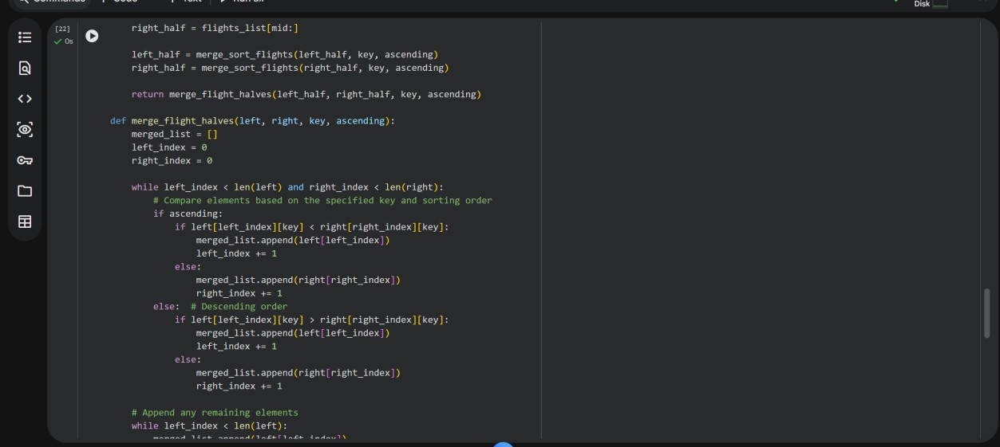 Commands + Code + Text Run all
Disk
[22]
0s
right_half = flights_list[mid:]
left_half = merge_sort_flights(left_half, key, ascending)
right_half = merge_sort_flights(right_half, key, ascending)
return merge_flight_halves(left_half, right_half, key, ascending)
def merge_flight_halves(left, right, key, ascending):
merged_list = []
left_index = 0
right_index = 0
while left_index < len(left) and right_index < len(right):
# Compare elements based on the specified key and sorting order
if ascending:
if left[left_index][key] < right[right_index][key]:
merged_list.append(left[left_index])
left_index += 1
else:
merged_list.append(right[right_index])
right_index += 1
else:  # Descending order
if left[left_index][key] > right[right_index][key]:
merged_list.append(left[left_index])
left_index += 1
else:
merged_list.append(right[right_index])
right_index += 1
# Append any remaining elements
while left_index < len(left):
merged_list.append(left[left_index])